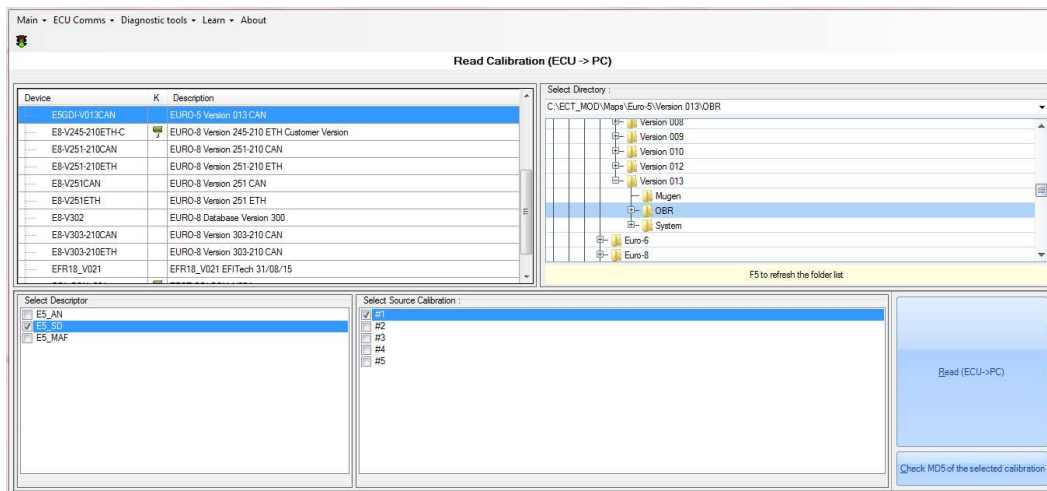 Main ECU Comms Diagnostic tools Learn About
Read Calibration (ECU -> PC)
Device K Description
E5GDI-V013CAN EURO-5 Version 013 CAN
E8-V245-210ETH-C EURO-8 Version 245-210 ETH Customer Version
E8-V251-210CAN EURO-8 Version 251-210 CAN
E8-V251-210ETH EURO-8 Version 251-210 ETH
E8-V251CAN EURO-8 Version 251 CAN
E8-V251ETH EURO-8 Version 251 ETH
E8-V302 EURO-8 Database Version 300
E8-V303-210CAN EURO-8 Version 303-210 CAN
E8-V303-210ETH EURO-8 Version 303-210 CAN
EFR18_V021 EFR18_V021 EFITech 31/08/15
Select Directory :
C:\ECT_MOD\Maps\Euro-5\Version 013\OBR
Version 008
Version 009
Version 010
Version 012
Version 013
Mugen
OBR
System
Euro-6
Euro-8
F5 to refresh the folder list
Select Descriptor
E5_AN
E5_SD
E5_MAF
Select Source Calibration :
#1
#2
#3
#4
#5
Read (ECU->PC)
Check MD5 of the selected calibration